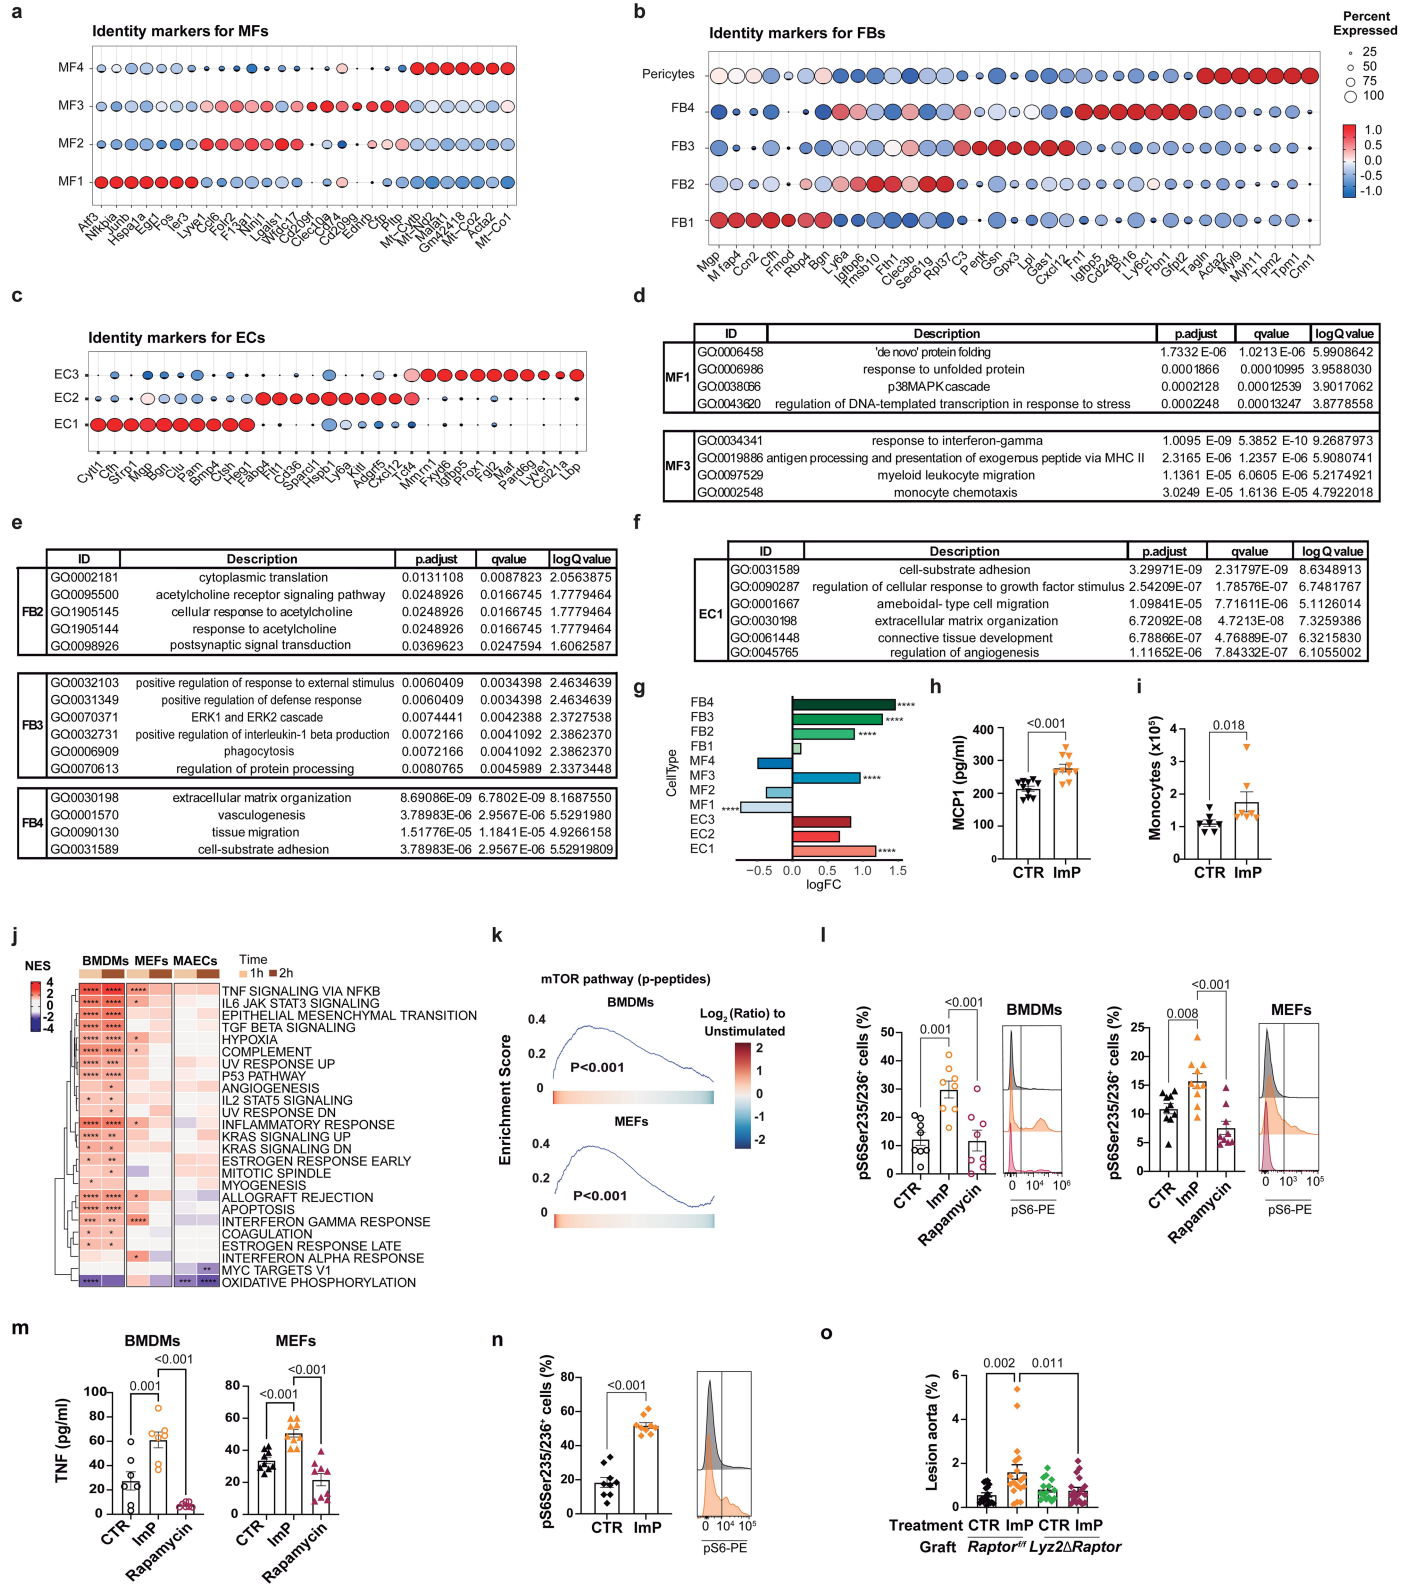 a
Identity markers for MFs
MF4
MF3
MF2
MF1
Atf3 Nfkbia Junb Hspa1a Egr1 Fos Ier3 Lyve1 Ccl6 Folr2 F13a1 Ninj1 Lgals1 Wfdc17 Cd209f Clec10a Cd74 Cd209g Ednrb Cfp Pltp Mt−Cytb Mt−Nd2 Malat1 Gm42418 Mt−Co2 Acta2 Mt−Co1
b
Identity markers for FBs
Pericytes
FB4
FB3
FB2
FB1
Mgp Mfap4 Ccn2 Cfh Fmod Rbp4 Bgn Ly6a Igfbp6 Tmsb10 Fth1 Clec3b Sec61g Rpl37 C3 Penk Gsn Gpx3 Lpl Gas1 Cxcl12 Fn1 Igfbp5 Cd248 Pi16 Ly6c1 Fbn1 Gfpt2 Tagln Acta2 Myl9 Myh11 Tpm2 Tpm1 Cnn1
Percent
Expressed
25
50
75
100
1.0
0.5
0.0
-0.5
-1.0
c
Identity markers for ECs
EC3
EC2
EC1
Cytl1 Cfh Sfrp1 Mgp Bgn Clu Pam Bmp4 Ctsh Heg1 Fabp4 Flt1 Cd36 Sparcl1 Hspb1 Ly6a Kitl Adgrf5 Cxcl12 Tcf4 Mmrn1 Fxyd6 Igfbp5 Prox1 Fgl2 Maf Pard6g Lyve1 Ccl21a Lbp
d
ID Description p.adjust qvalue logQvalue
MF1
GO:0006458 'de novo' protein folding 1.7332 E-06 1.0213 E-06 5.9908642
GO:0006986 response to unfolded protein 0.0001866 0.00010995 3.9588030
GO:0038066 p38MAPK cascade 0.0002128 0.00012539 3.9017062
GO:0043620 regulation of DNA-templated transcription in response to stress 0.0002248 0.00013247 3.8778558
MF3
GO:0034341 response to interferon-gamma 1.0095 E-09 5.3852 E-10 9.2687973
GO:0019886 antigen processing and presentation of exogenous peptide via MHC II 2.3165 E-06 1.2357 E-06 5.9080741
GO:0097529 myeloid leukocyte migration 1.1361 E-05 6.0605 E-06 5.2174921
GO:0002548 monocyte chemotaxis 3.0249 E-05 1.6136 E-05 4.7922018
e
ID Description p.adjust qvalue logQvalue
FB2
GO:0002181 cytoplasmic translation 0.0131108 0.0087823 2.0563875
GO:0095500 acetylcholine receptor signaling pathway 0.0248926 0.0166745 1.7779464
GO:1905145 cellular response to acetylcholine 0.0248926 0.0166745 1.7779464
GO:1905144 response to acetylcholine 0.0248926 0.0166745 1.7779464
GO:0098926 postsynaptic signal transduction 0.0369623 0.0247594 1.6062587
FB3
GO:0032103 positive regulation of response to external stimulus 0.0060409 0.0034398 2.4634639
GO:0031349 positive regulation of defense response 0.0060409 0.0034398 2.4634639
GO:0070371 ERK1 and ERK2 cascade 0.0074441 0.0042388 2.3727538
GO:0032731 positive regulation of interleukin-1 beta production 0.0072166 0.0041092 2.3862370
GO:0006909 phagocytosis 0.0072166 0.0041092 2.3862370
GO:0070613 regulation of protein processing 0.0080765 0.0045989 2.3373448
FB4
GO:0030198 extracellular matrix organization 8.69086E-09 6.7802 E-09 8.1687550
GO:0001570 vasculogenesis 3.78983E-06 2.9567 E-06 5.5291980
GO:0090130 tissue migration 1.51776E-05 1.1841 E-05 4.9266158
GO:0031589 cell-substrate adhesion 3.78983E-06 2.9567 E-06 5.52919809
f
ID Description p.adjust qvalue logQvalue
EC1
GO:0031589 cell-substrate adhesion 3.29971E-09 2.31797E-09 8.6348913
GO:0090287 regulation of cellular response to growth factor stimulus 2.54209E-07 1.78576E-07 6.7481767
GO:0001667 ameboidal- type cell migration 1.09841E-05 7.71611E-06 5.1126014
GO:0030198 extracellular matrix organization 6.72092E-08 4.7213E-08 7.3259386
GO:0061448 connective tissue development 6.78866E-07 4.76889E-07 6.3215830
GO:0045765 regulation of angiogenesis 1.11652E-06 7.84332E-07 6.1055002
g
CellType
FB4 ****
FB3 ****
FB2 ****
FB1
MF4
MF3 ****
MF2
MF1 ****
EC3
EC2
EC1 ****
−0.5 0.0 0.5 1.0 1.5
logFC
h
MCP1 (pg/ml)
<0.001
400
300
200
100
0
CTR ImP
i
Monocytes (x10⁵)
0.018
4
3
2
1
0
CTR ImP
j
NES
4
2
0
-2
-4
BMDMs MEFs MAECs
Time
1h 2h
**** **** **** TNF SIGNALING VIA NFKB
**** **** * IL6 JAK STAT3 SIGNALING
**** **** EPITHELIAL MESENCHYMAL TRANSITION
**** **** TGF BETA SIGNALING
**** **** * HYPOXIA
**** **** * COMPLEMENT
**** *** UV RESPONSE UP
**** **** P53 PATHWAY
* ANGIOGENESIS
* * IL2 STAT5 SIGNALING
* UV RESPONSE DN
**** **** * INFLAMMATORY RESPONSE
**** ** KRAS SIGNALING UP
* * KRAS SIGNALING DN
* ** ESTROGEN RESPONSE EARLY
* MITOTIC SPINDLE
* MYOGENESIS
**** **** * ALLOGRAFT REJECTION
**** **** APOPTOSIS
*** ** **** INTERFERON GAMMA RESPONSE
* * COAGULATION
* * ESTROGEN RESPONSE LATE
* INTERFERON ALPHA RESPONSE
** MYC TARGETS V1
**** *** **** OXIDATIVE PHOSPHORYLATION
k
mTOR pathway (p-peptides)
BMDMs
Enrichment Score
0.4
0.2
0
P<0.001
MEFs
0.4
0.2
0
P<0.001
Log₂(Ratio) to
Unstimulated
2
1
0
-1
-2
l
pS6Ser235/236⁺ cells (%)
<0.001
0.001
50
40
30
20
10
0
CTR ImP Rapamycin
BMDMs
0 10⁴ 10⁶
pS6-PE
pS6Ser235/236⁺ cells (%)
<0.001
0.008
25
20
15
10
5
0
CTR ImP Rapamycin
MEFs
0 10³ 10⁵
pS6-PE
m
BMDMs
TNF (pg/ml)
<0.001
0.001
100
80
60
40
20
0
CTR ImP Rapamycin
MEFs
<0.001
<0.001
80
60
40
20
0
CTR ImP Rapamycin
n
pS6Ser235/236⁺ cells (%)
<0.001
80
60
40
20
0
CTR ImP
0 10⁴ 10⁵
pS6-PE
o
Lesion aorta (%)
0.002 0.011
6
4
2
0
Treatment CTR ImP CTR ImP
Graft Raptorᶠ/ᶠ Lyz2ΔRaptor